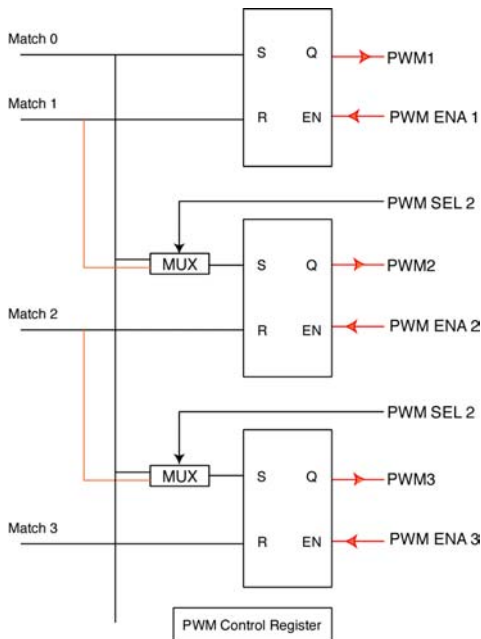 Match 0
S Q PWM1
Match 1
R EN PWM ENA 1
PWM SEL 2
MUX S Q PWM2
Match 2
R EN PWM ENA 2
PWM SEL 2
MUX S Q PWM3
Match 3
R EN PWM ENA 3
PWM Control Register